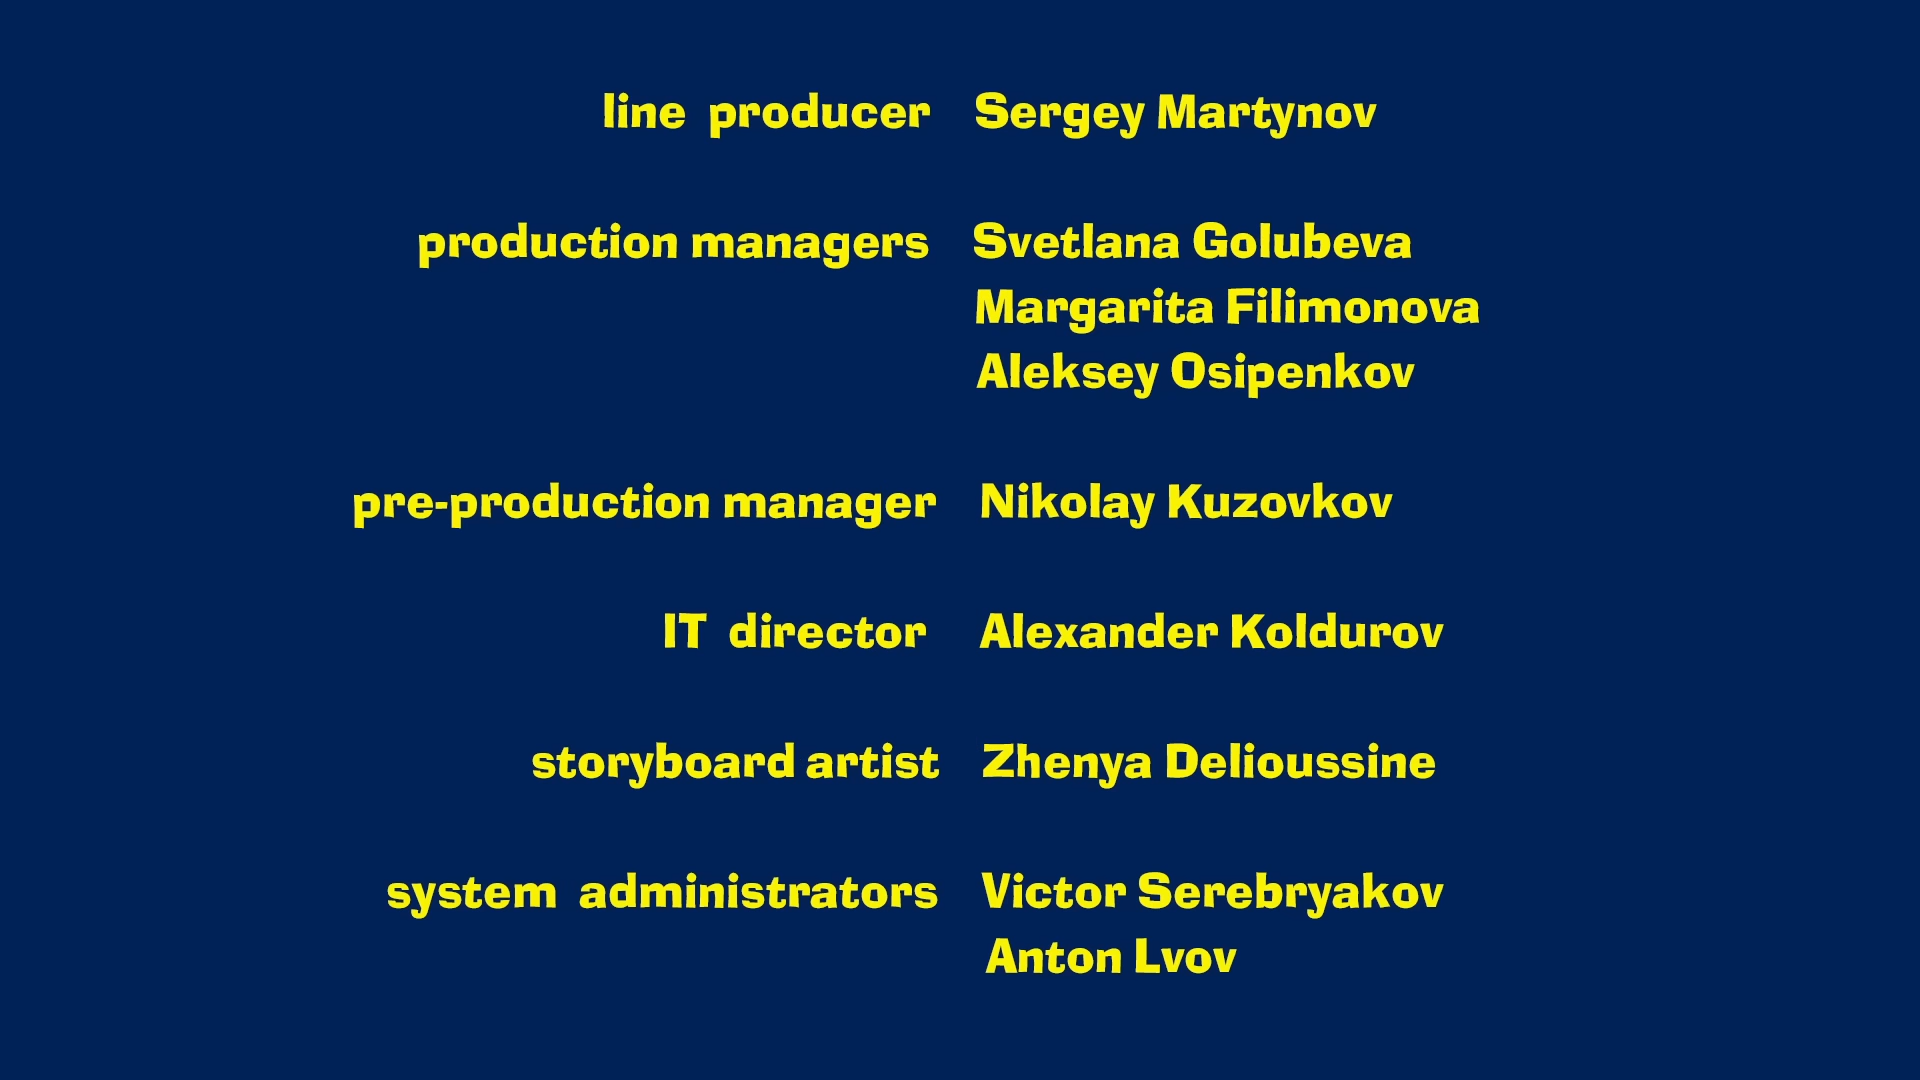 line producer Sergey Martynov
production managers Svetlana Golubeva
Margarita Filimonova
Aleksey Osipenkov
pre-production manager Nikolay Kuzovkov
IT director Alexander Koldurov
storyboard artist Zhenya Delioussine
system administrators Victor Serebryakov
Anton Lvov